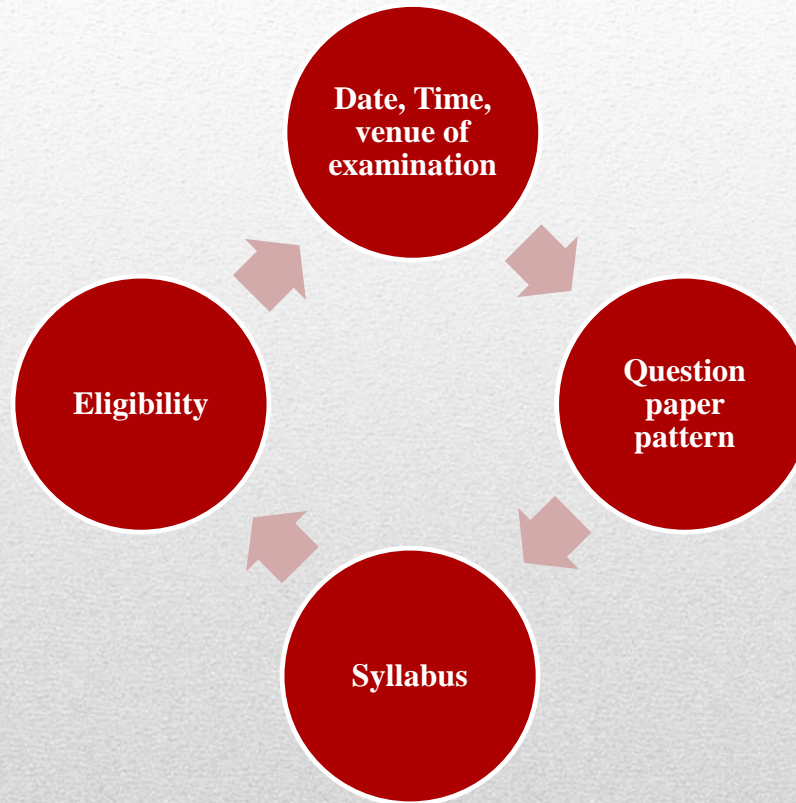 Date, Time,
venue of
examination
Question
paper
pattern
Syllabus
Eligibility